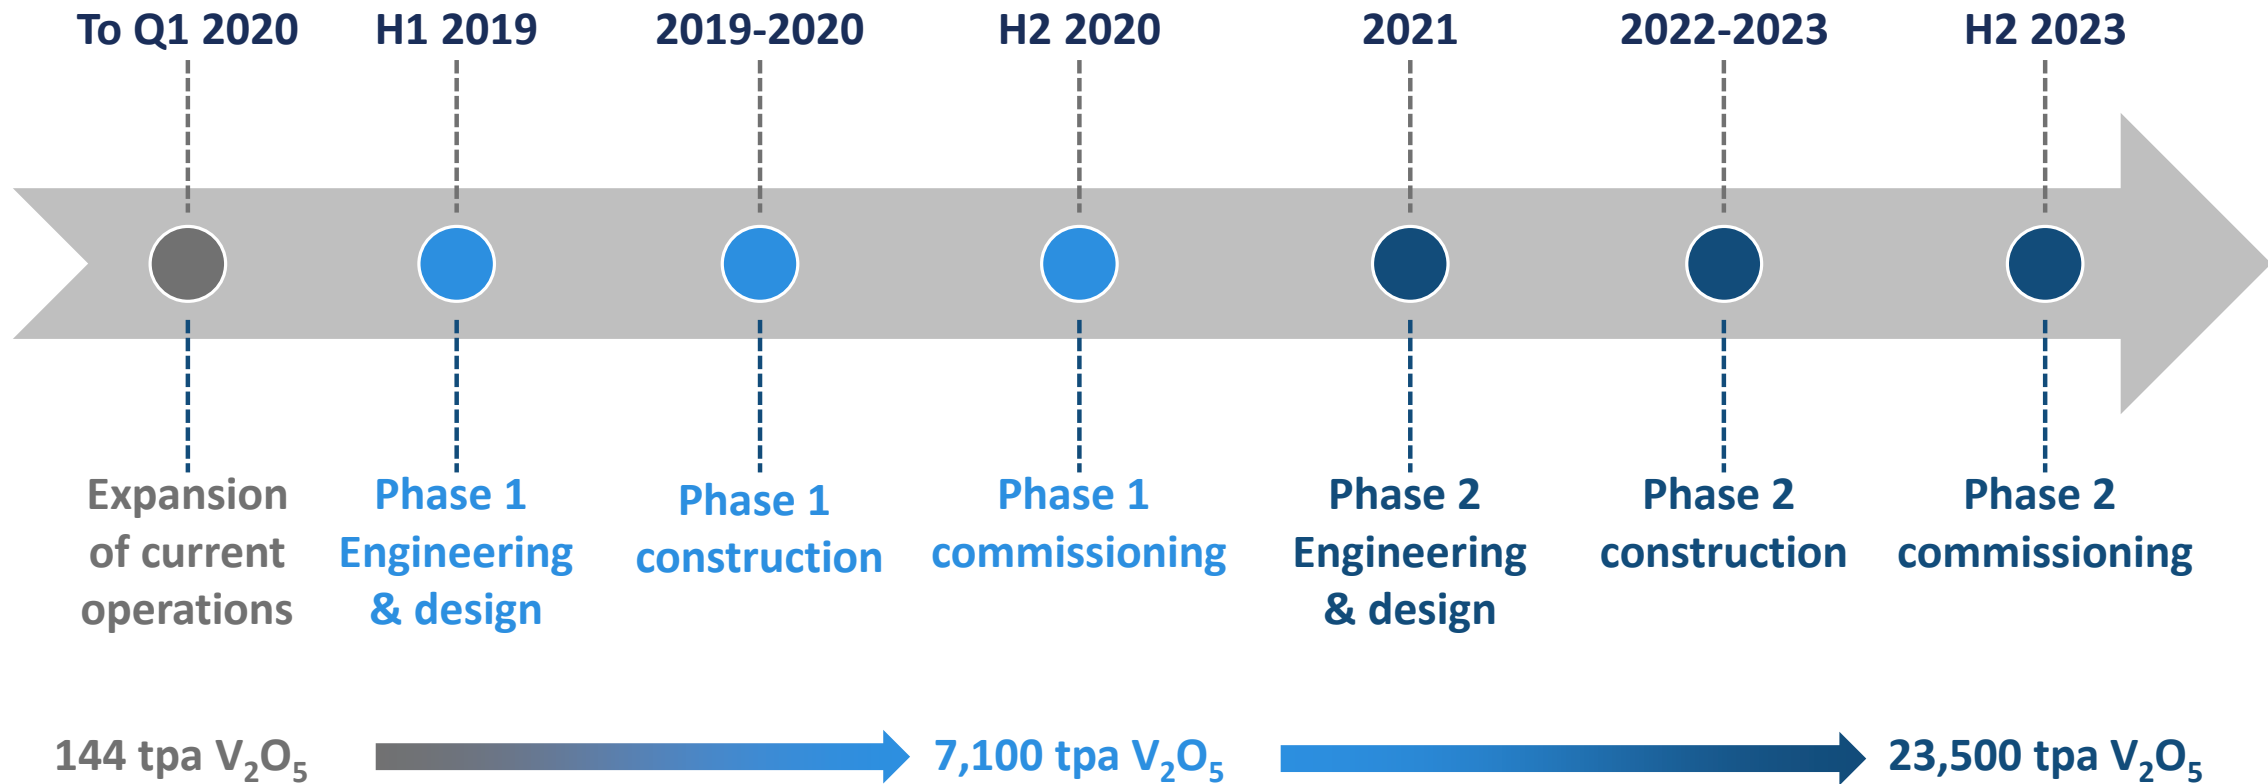 To Q1 2020
H1 2019
2019-2020
H2 2020
2021
2022-2023
H2 2023
Expansion
of current
operations
Phase 1
Engineering
& design
Phase 1
construction
Phase 1
commissioning
Phase 2
Engineering
& design
Phase 2
construction
Phase 2
commissioning
144 tpa V₂O₅
7,100 tpa V₂O₅
23,500 tpa V₂O₅